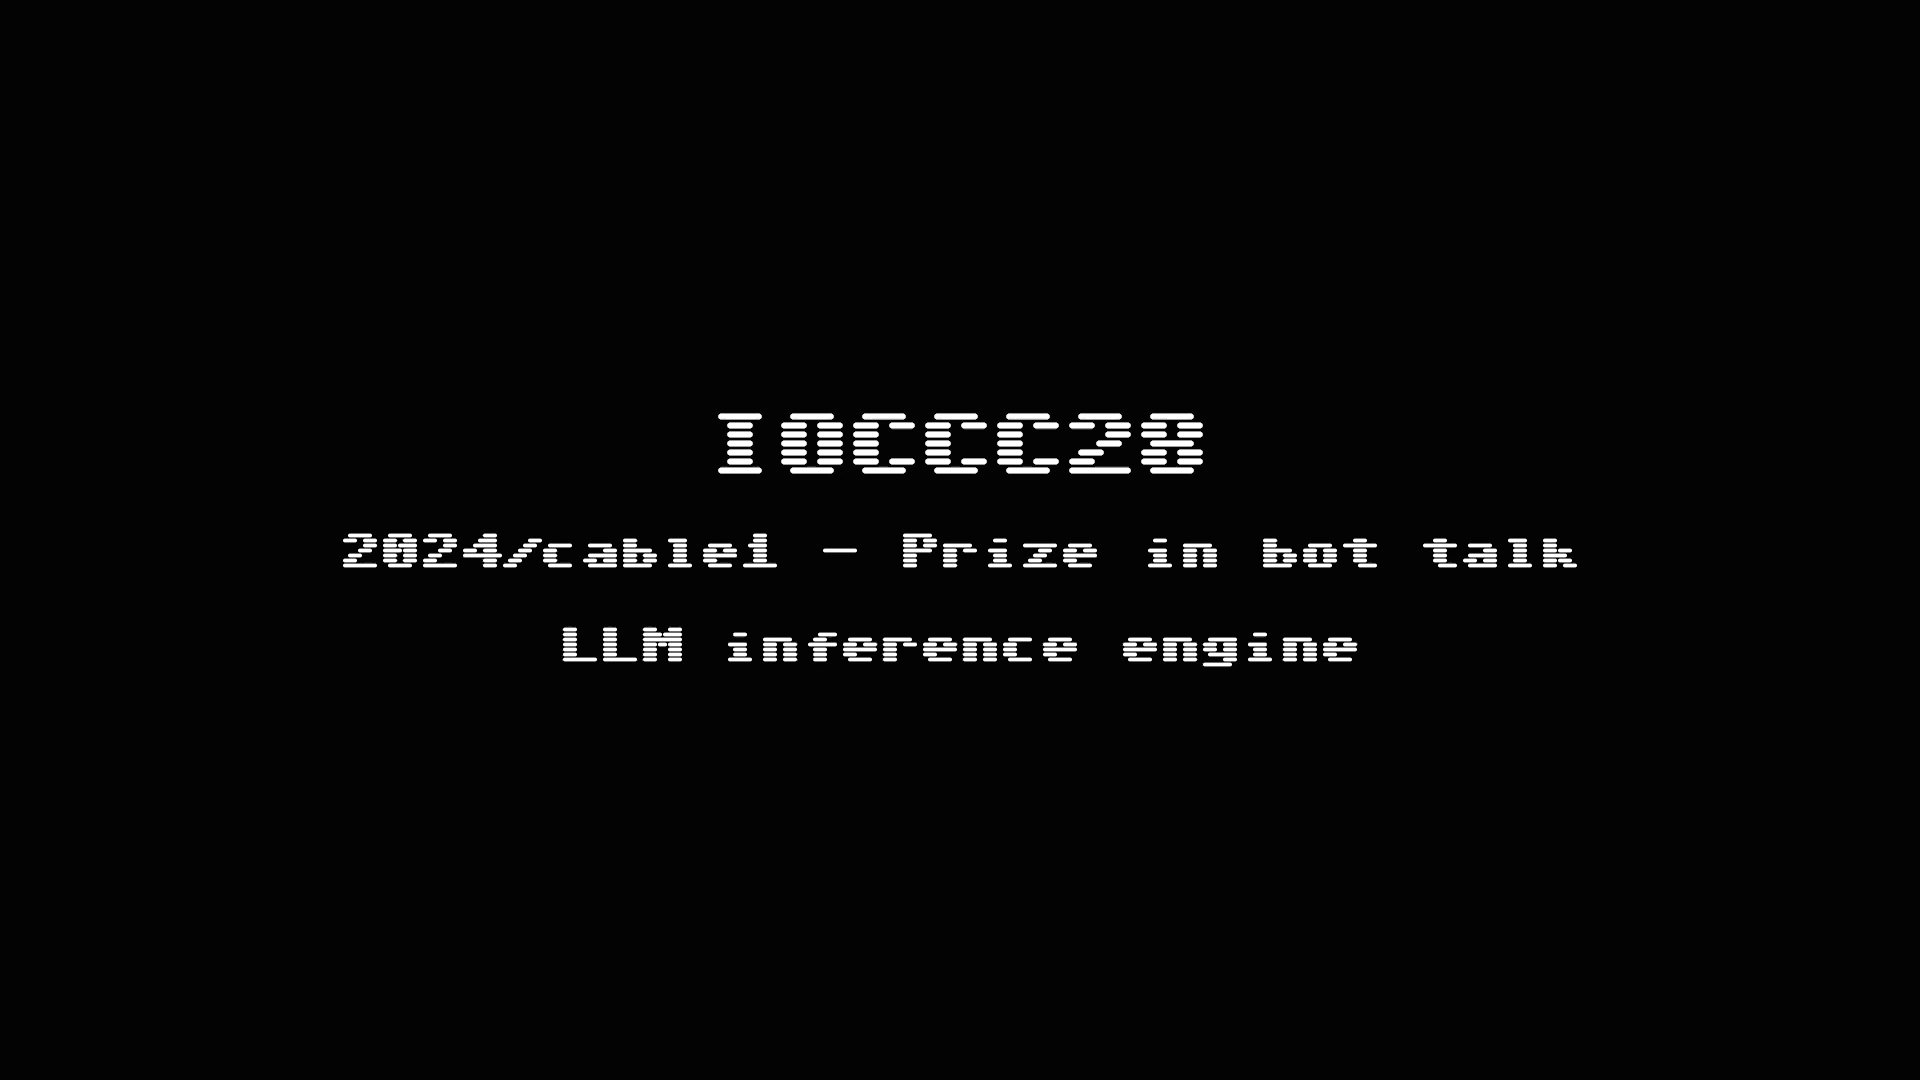 IOCCC28
2024/cable1 - Prize in bot talk
LLM inference engine